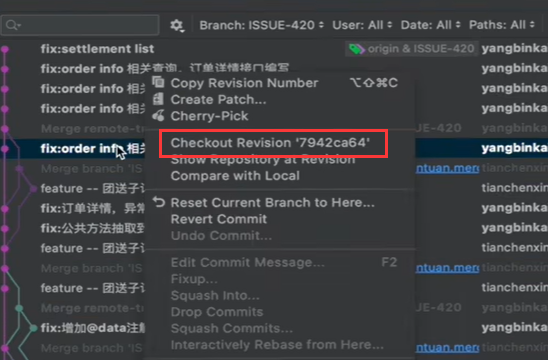 Branch: ISSUE-420 User: All Date: All Paths: All
fix:settlement list origin & ISSUE-420 yangbinka
fix:order info 相关查询、订单详情接口编写 yangbinka
fix:order info 相关 Copy Revision Number ⌥⇧⌘C yangbinka
fix:order info 相关 Create Patch... yangbinka
Merge remote-t Cherry-Pick SUE-420 yangbinka
fix:order info 相关 Checkout Revision '7942ca64' yangbinka
Merge branch 'IS Show Repository at Revision ntuan.men yangbinka
feature -- 团送子订 Compare with Local tianchenxin
fix:订单详情，异常 Reset Current Branch to Here... yangbinka
fix:公共方法抽取到 Revert Commit yangbinka
feature -- 团送子订 Undo Commit... tianchenxin
Merge branch 'IS Edit Commit Message... F2 ntuan.men tianchenxin
feature -- 团送子订 Fixup... tianchenxin
Squash Into...
Merge remote-tr Drop Commits SSUE-420 yangbinka
fix:增加@data注解 Squash Commits... yangbinka
Merge branch 'IS Interactively Rebase from Here... ntuan.men tianchenxin